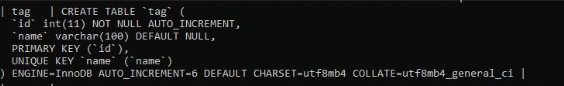 | tag   | CREATE TABLE `tag` (
  `id` int(11) NOT NULL AUTO_INCREMENT,
  `name` varchar(100) DEFAULT NULL,
  PRIMARY KEY (`id`),
  UNIQUE KEY `name` (`name`)
) ENGINE=InnoDB AUTO_INCREMENT=6 DEFAULT CHARSET=utf8mb4 COLLATE=utf8mb4_general_ci |